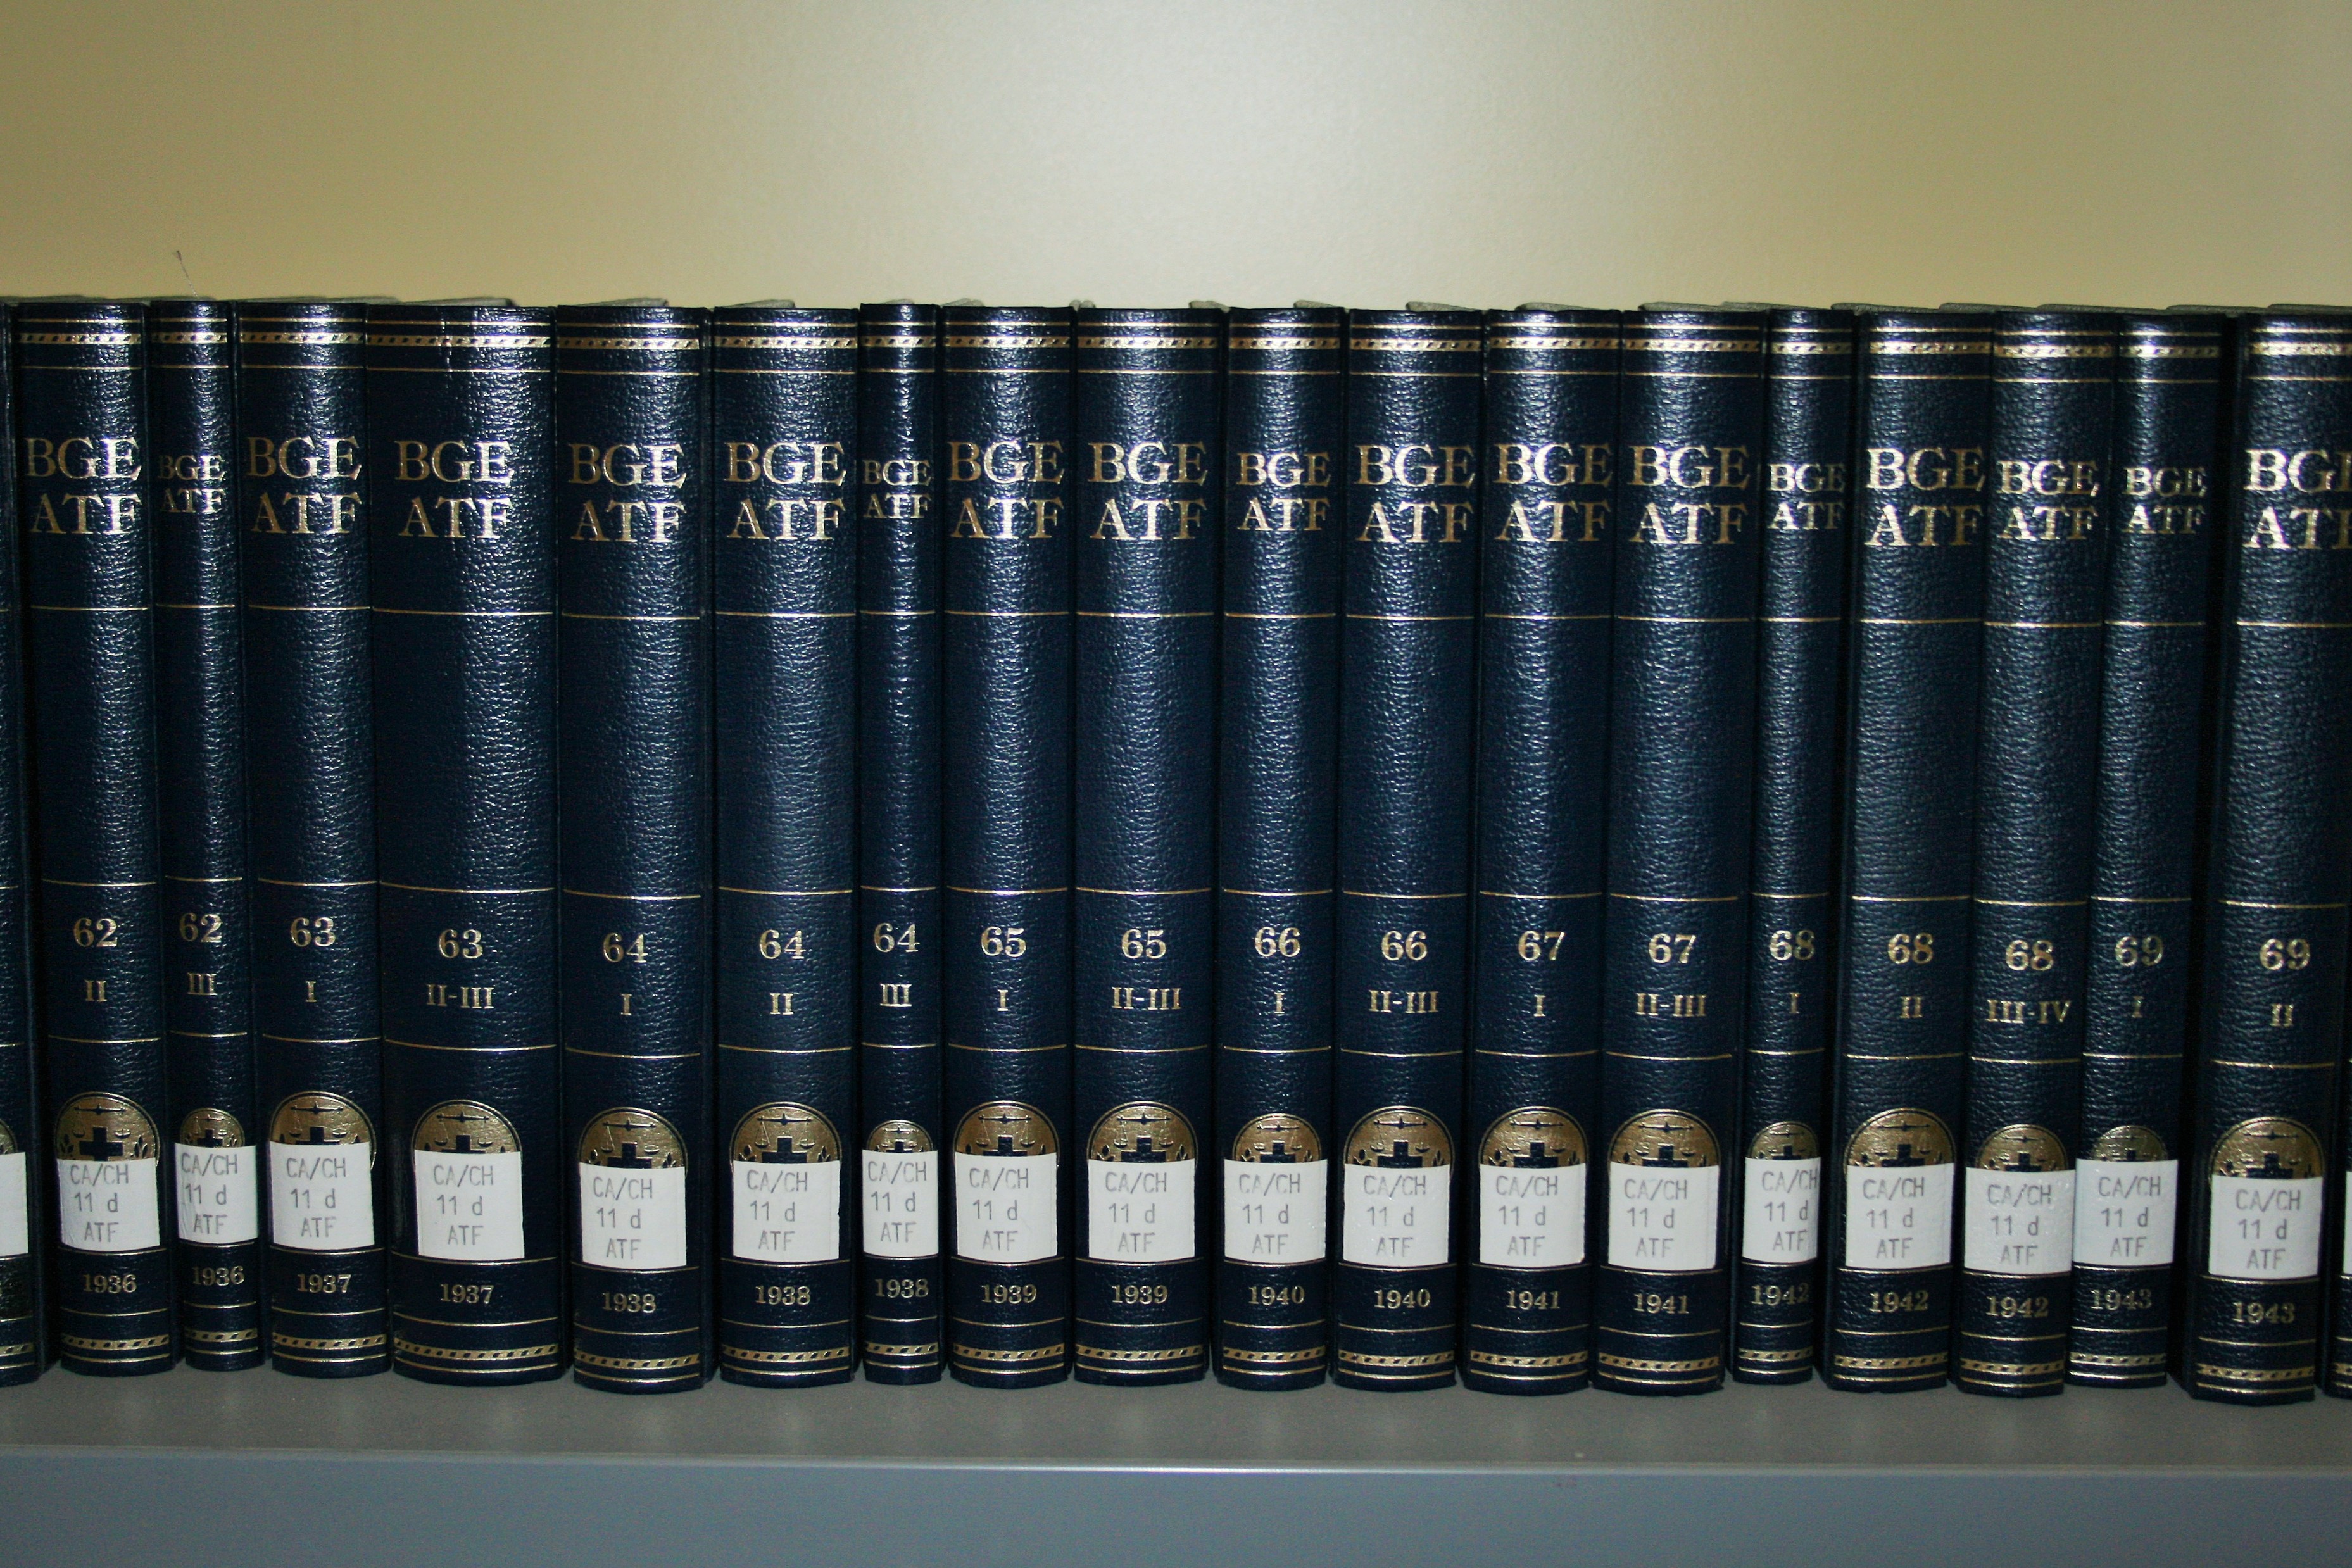 BGE
ATF
62
II
CA/CH
11 d
ATF
1936
BGE
ATF
62
III
CA/CH
11 d
ATF
1936
BGE
ATF
63
I
CA/CH
11 d
ATF
1937
BGE
ATF
63
II-III
CA/CH
11 d
ATF
1937
BGE
ATF
64
I
CA/CH
11 d
ATF
1938
BGE
ATF
64
II
CA/CH
11 d
ATF
1938
BGE
ATF
64
III
CA/CH
11 d
ATF
1938
BGE
ATF
65
I
CA/CH
11 d
ATF
1939
BGE
ATF
65
II-III
CA/CH
11 d
ATF
1939
BGE
ATF
66
I
CA/CH
11 d
ATF
1940
BGE
ATF
66
II-III
CA/CH
11 d
ATF
1940
BGE
ATF
67
I
CA/CH
11 d
ATF
1941
BGE
ATF
67
II-III
CA/CH
11 d
ATF
1941
BGE
ATF
68
I
CA/CH
11 d
ATF
1942
BGE
ATF
68
II
CA/CH
11 d
ATF
1942
BGE
ATF
68
III-IV
CA/CH
11 d
ATF
1942
BGE
ATF
69
I
CA/CH
11 d
ATF
1943
BGE
ATF
69
II
CA/CH
11 d
ATF
1943